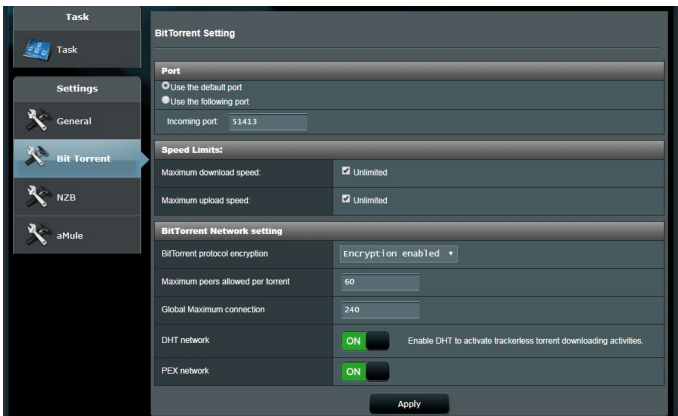 Task
Task
Settings
General
Bit Torrent
NZB
aMule
BitTorrent Setting
Port
Use the default port
Use the following port
Incoming port: 51413
Speed Limits:
Maximum download speed: Unlimited
Maximum upload speed: Unlimited
BitTorrent Network setting
BitTorrent protocol encryption Encryption enabled
Maximum peers allowed per torrent 60
Global Maximum connection 240
DHT network ON Enable DHT to activate trackerless torrent downloading activities.
PEX network ON
Apply